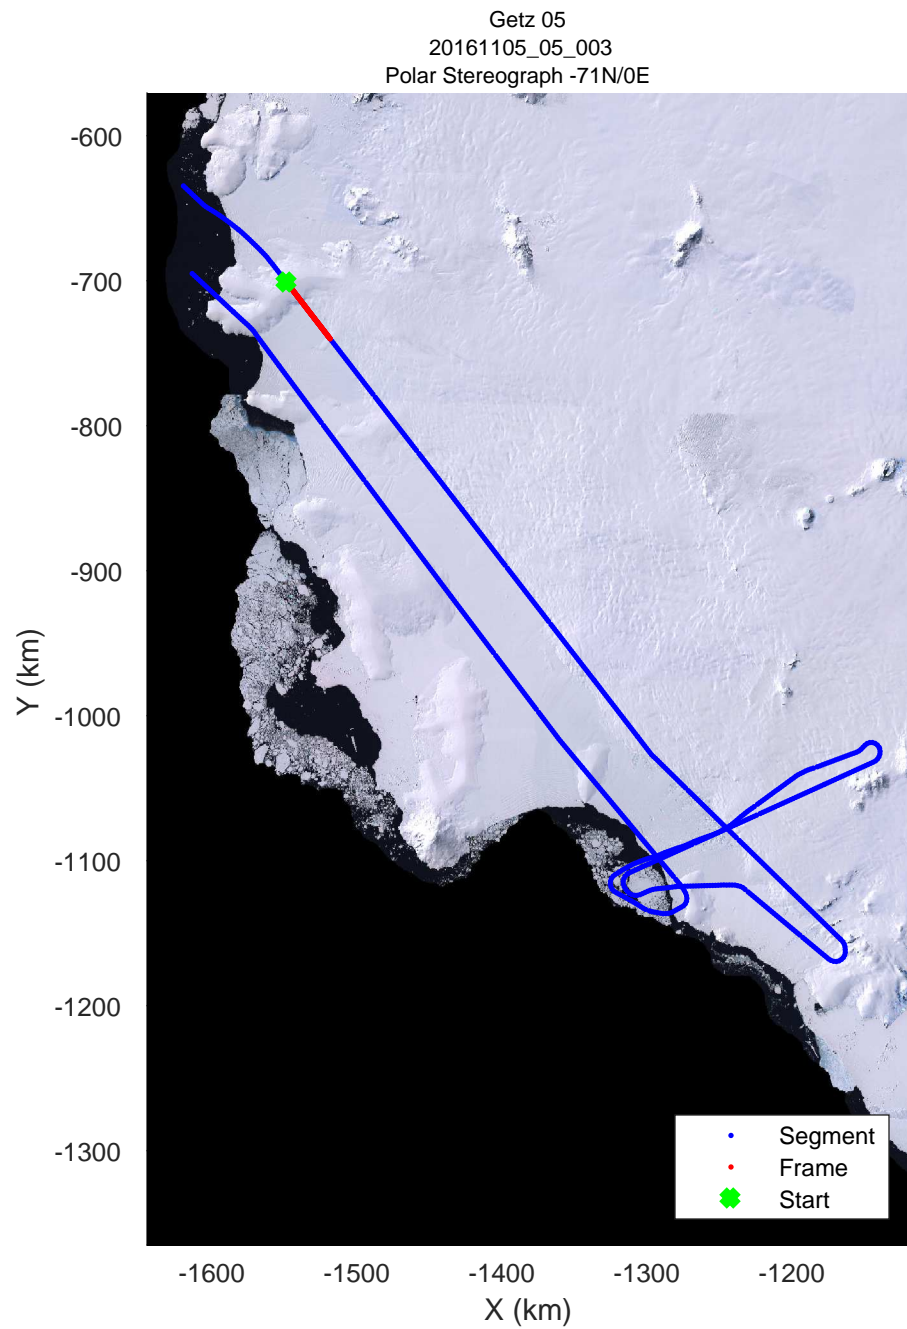 Getz 05
20161105_05_003
Polar Stereograph -71N/0E
-600
-700
-800
-900
-1000
-1100
-1200
-1300
Y (km)
Segment
Frame
Start
-1600 -1500 -1400 -1300 -1200
X (km)